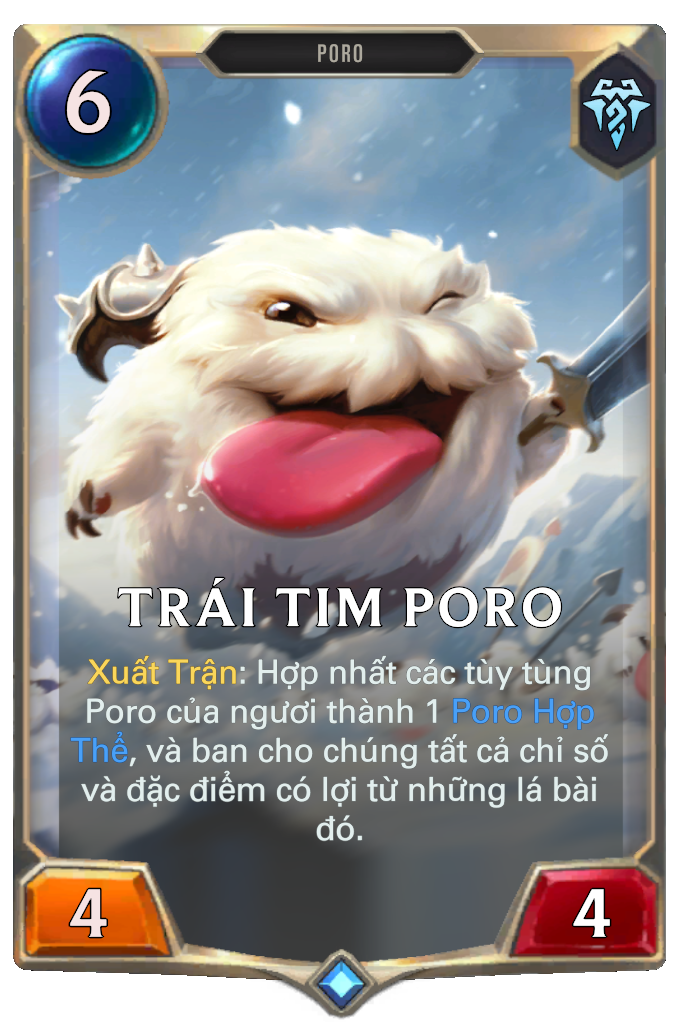 PORO
6
TRÁI TIM PORO
Xuất Trận: Hợp nhất các tùy tùng
Poro của ngươi thành 1 Poro Hợp
Thể, và ban cho chúng tất cả chỉ số
và đặc điểm có lợi từ những lá bài
đó.
4
4